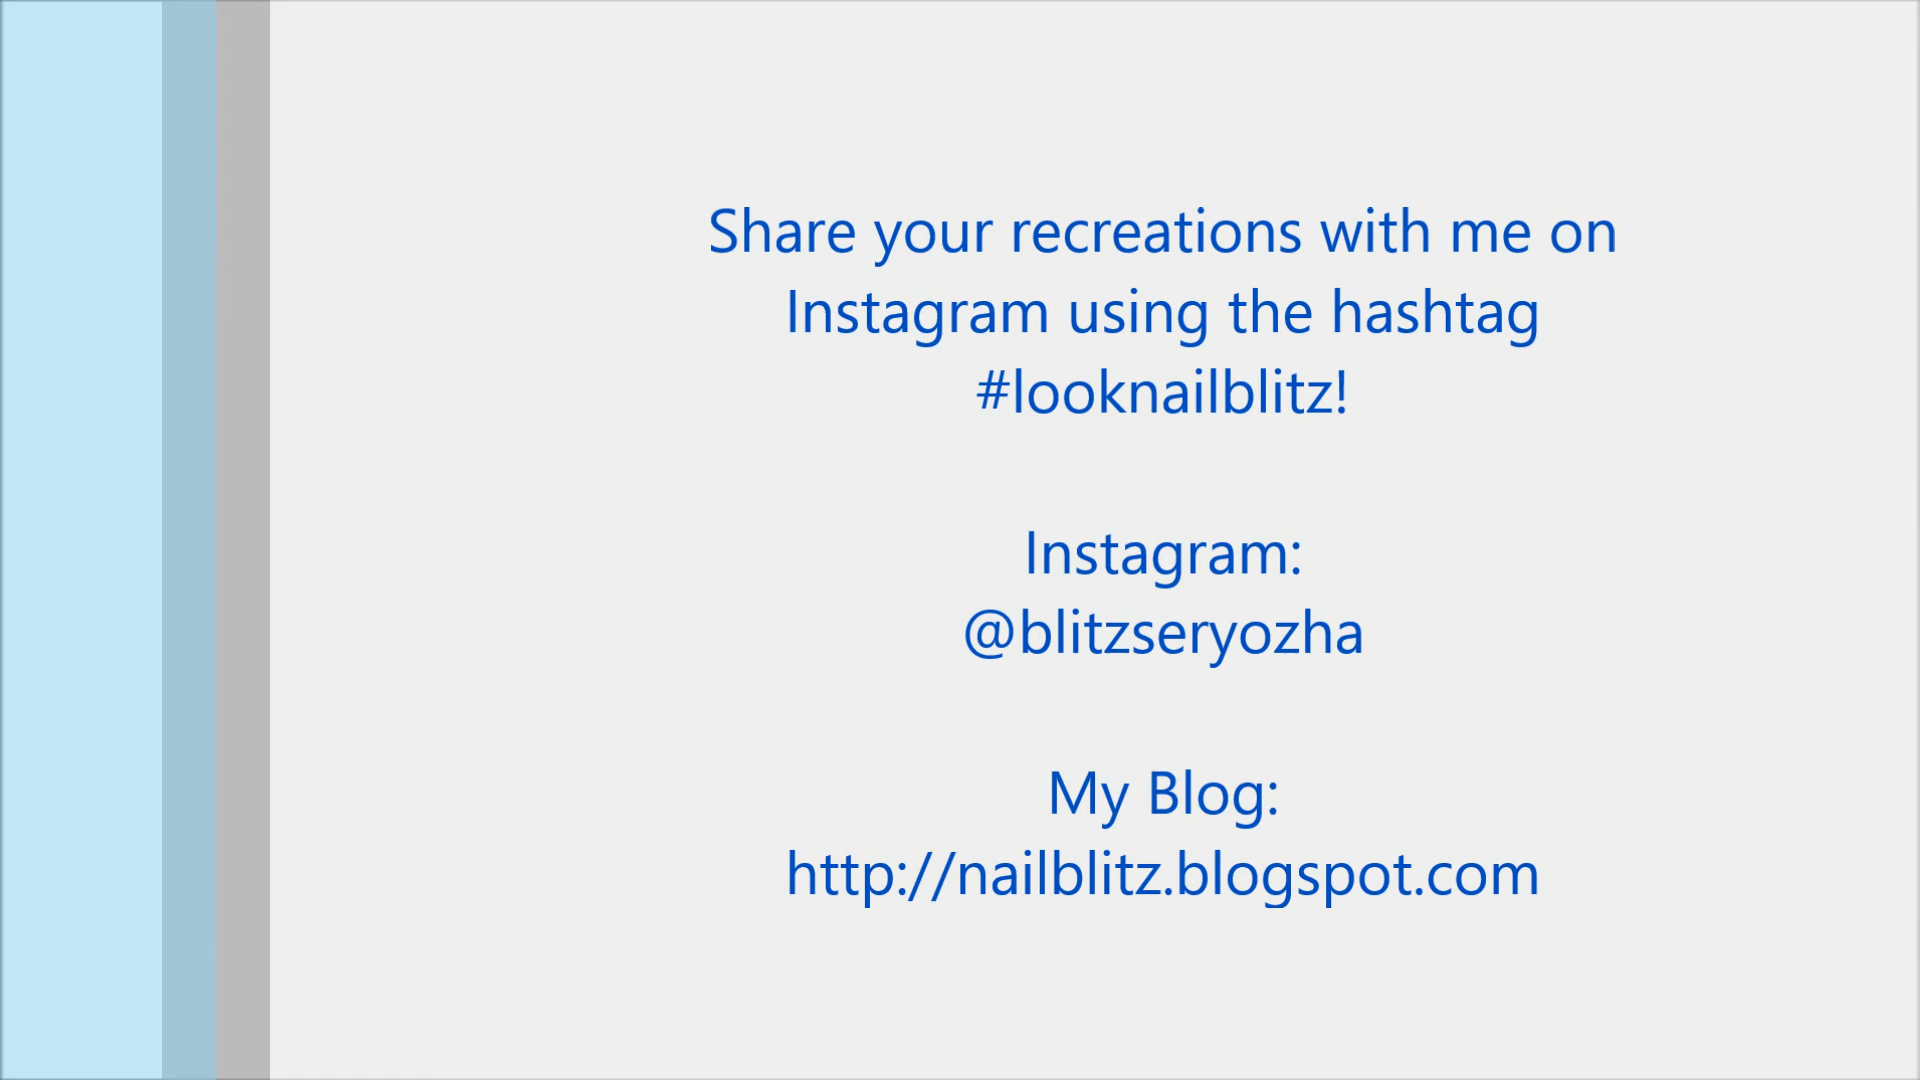 Share your recreations with me on
Instagram using the hashtag
#looknailblitz!
Instagram:
@blitzseryozha
My Blog:
http://nailblitz.blogspot.com